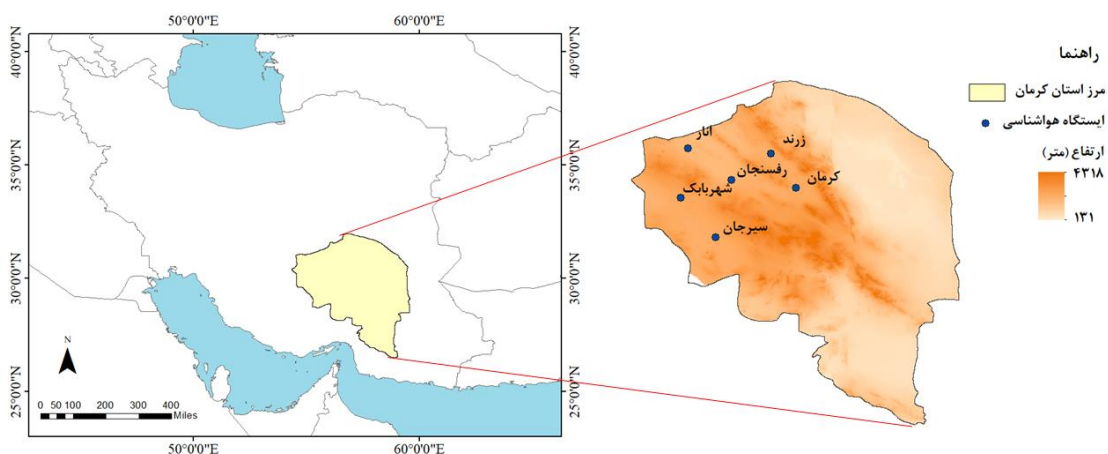 50°0'0"E
60°0'0"E
40°0'0"N
40°0'0"N
35°0'0"N
35°0'0"N
30°0'0"N
30°0'0"N
25°0'0"N
25°0'0"N
N
0 50 100 200 300 400
Miles
50°0'0"E
60°0'0"E
انار
زرند
رفسنجان
کرمان
شهربابک
سیرجان
راهنما
مرز استان کرمان
ایستگاه هواشناسی
ارتفاع (متر)
۴۳۱۸
۱۳۱